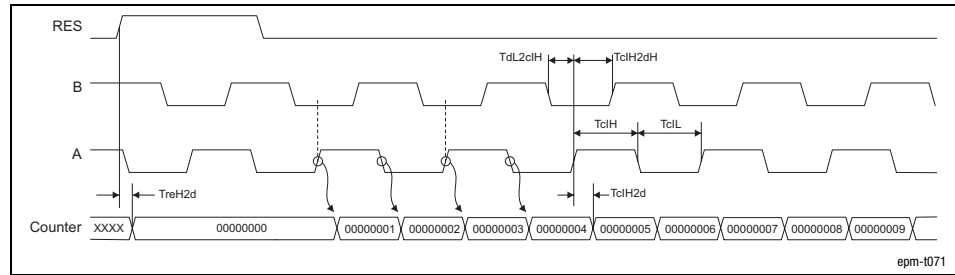 RES
TdL2clH TclH2dH
B
TclH TclL
A
TreH2d TclH2d
Counter XXXX 00000000 00000001 00000002 00000003 00000004 00000005 00000006 00000007 00000008 00000009
epm-t071